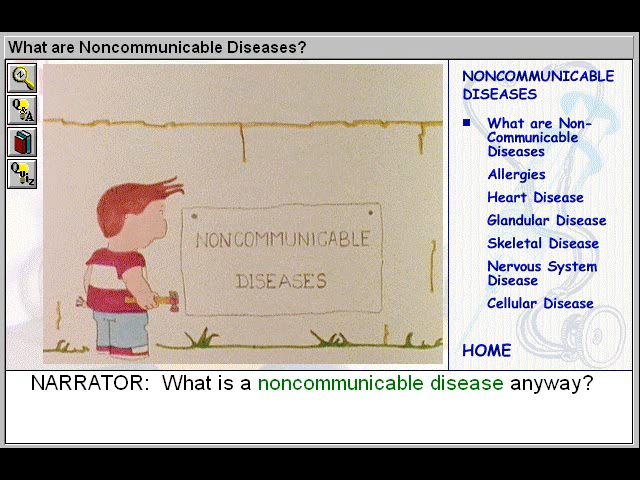 What are Noncommunicable Diseases?
N
Q&A
Quiz
NONCOMMUNICABLE
DISEASES
NONCOMMUNICABLE
DISEASES
What are Non-
Communicable
Diseases
Allergies
Heart Disease
Glandular Disease
Skeletal Disease
Nervous System
Disease
Cellular Disease
HOME
NARRATOR: What is a noncommunicable disease anyway?